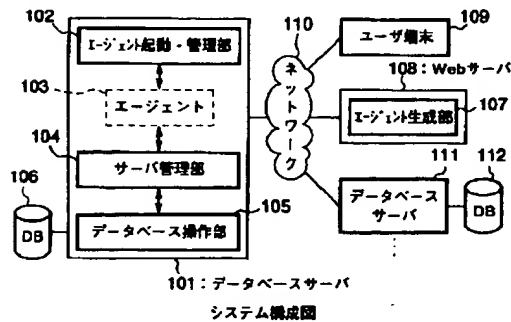 102
エージェント起動・管理部
103
エージェント
104
サーバ管理部
106
DB
105
データベース操作部
101：データベースサーバ
110
ネットワーク
109
ユーザ端末
108：Webサーバ
107
エージェント生成部
111
データベース
サーバ
112
DB
システム構成図